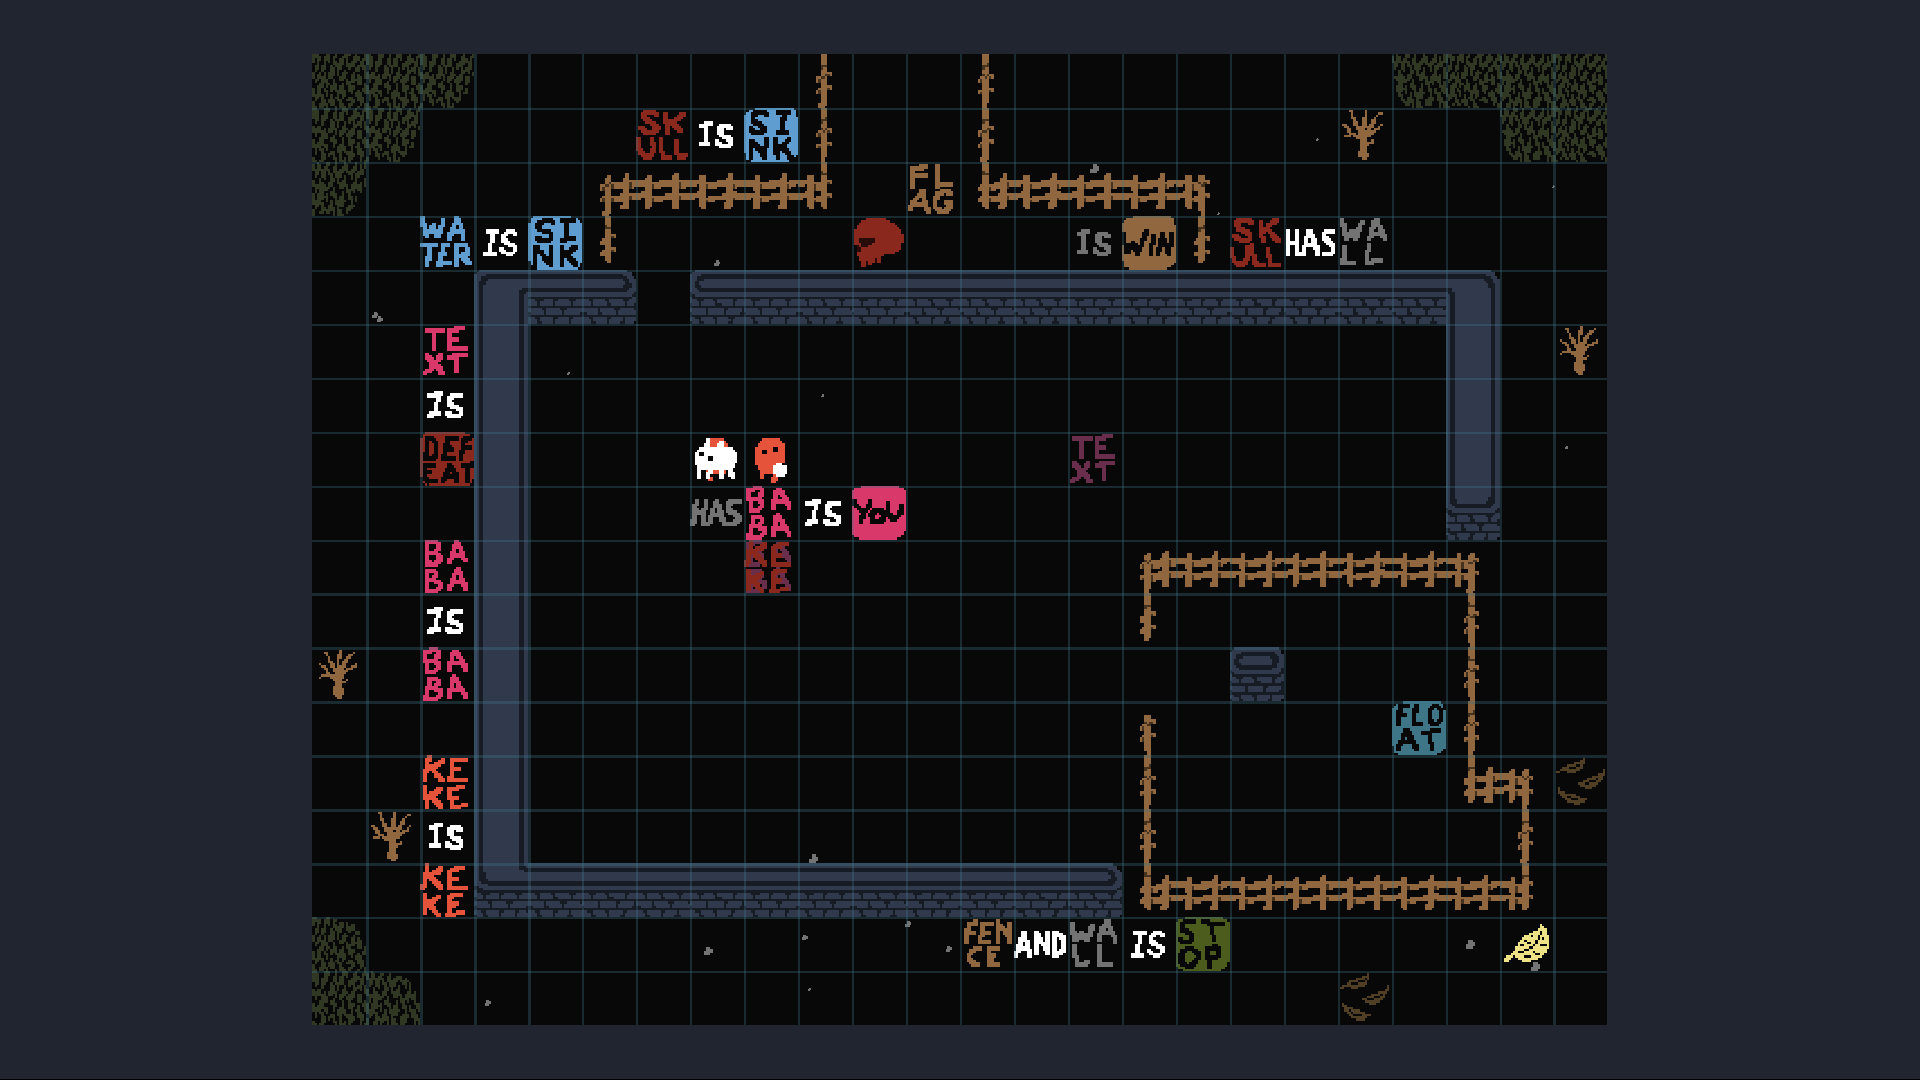 SKULL IS SINK
FLAG
WATER IS SINK
IS WIN
SKULL HAS WALL
TEXT
IS
DEFEAT
TEXT
HAS BABA IS YOU
BABA
IS
BABA
FLOAT
KEKE
IS
KEKE
FENCE AND WALL IS STOP